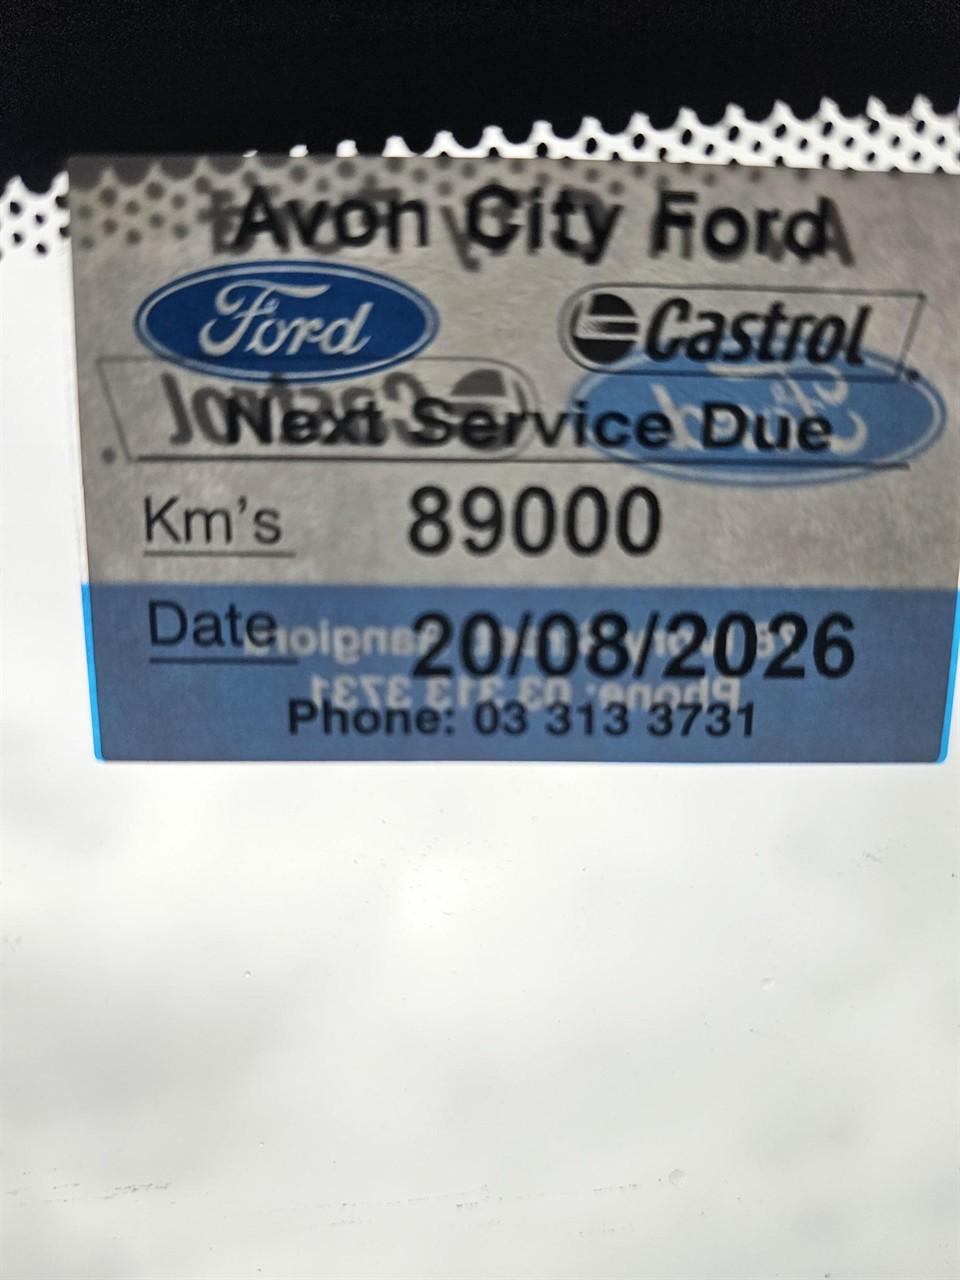 Avon City Ford
Ford
Castrol
Next Service Due
Km's 89000
Date 20/08/2026
Phone: 03 313 3731